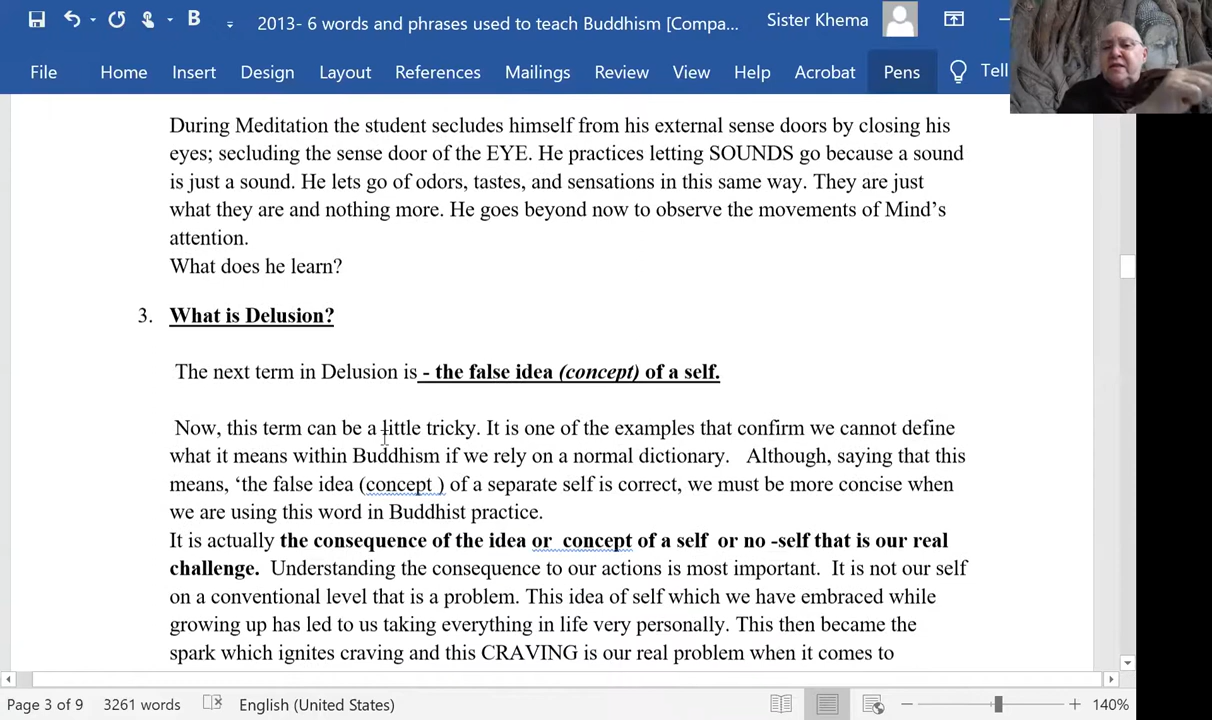 2013- 6 words and phrases used to teach Buddhism [Compa...
Sister Khema
File Home Insert Design Layout References Mailings Review View Help Acrobat Pens Tell
During Meditation the student secludes himself from his external sense doors by closing his
eyes; secluding the sense door of the EYE. He practices letting SOUNDS go because a sound
is just a sound. He lets go of odors, tastes, and sensations in this same way. They are just
what they are and nothing more. He goes beyond now to observe the movements of Mind's
attention.
What does he learn?
3. What is Delusion?
The next term in Delusion is - the false idea (concept) of a self.
Now, this term can be a little tricky. It is one of the examples that confirm we cannot define
what it means within Buddhism if we rely on a normal dictionary. Although, saying that this
means, ‘the false idea (concept ) of a separate self is correct, we must be more concise when
we are using this word in Buddhist practice.
It is actually the consequence of the idea or concept of a self or no -self that is our real
challenge. Understanding the consequence to our actions is most important. It is not our self
on a conventional level that is a problem. This idea of self which we have embraced while
growing up has led to us taking everything in life very personally. This then became the
spark which ignites craving and this CRAVING is our real problem when it comes to
Page 3 of 9 3261 words English (United States) 140%